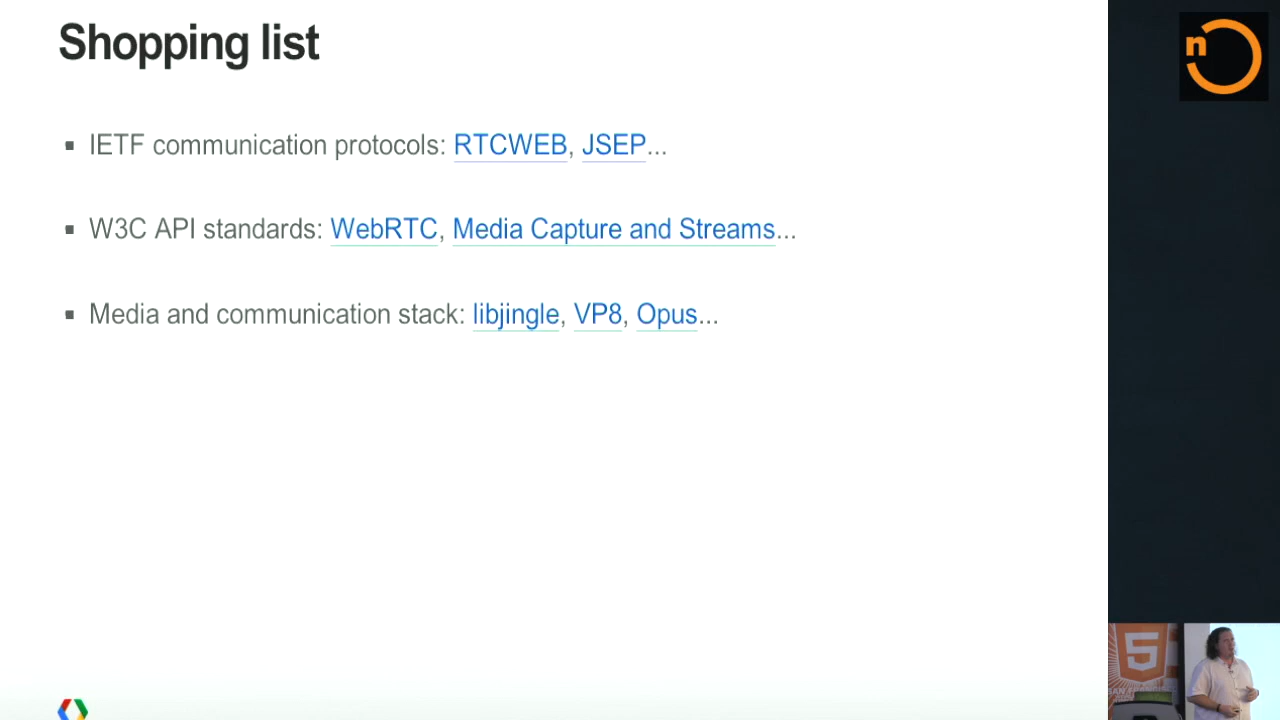 Shopping list
▪ IETF communication protocols: RTCWEB, JSEP...
▪ W3C API standards: WebRTC, Media Capture and Streams...
▪ Media and communication stack: libjingle, VP8, Opus...
n
5